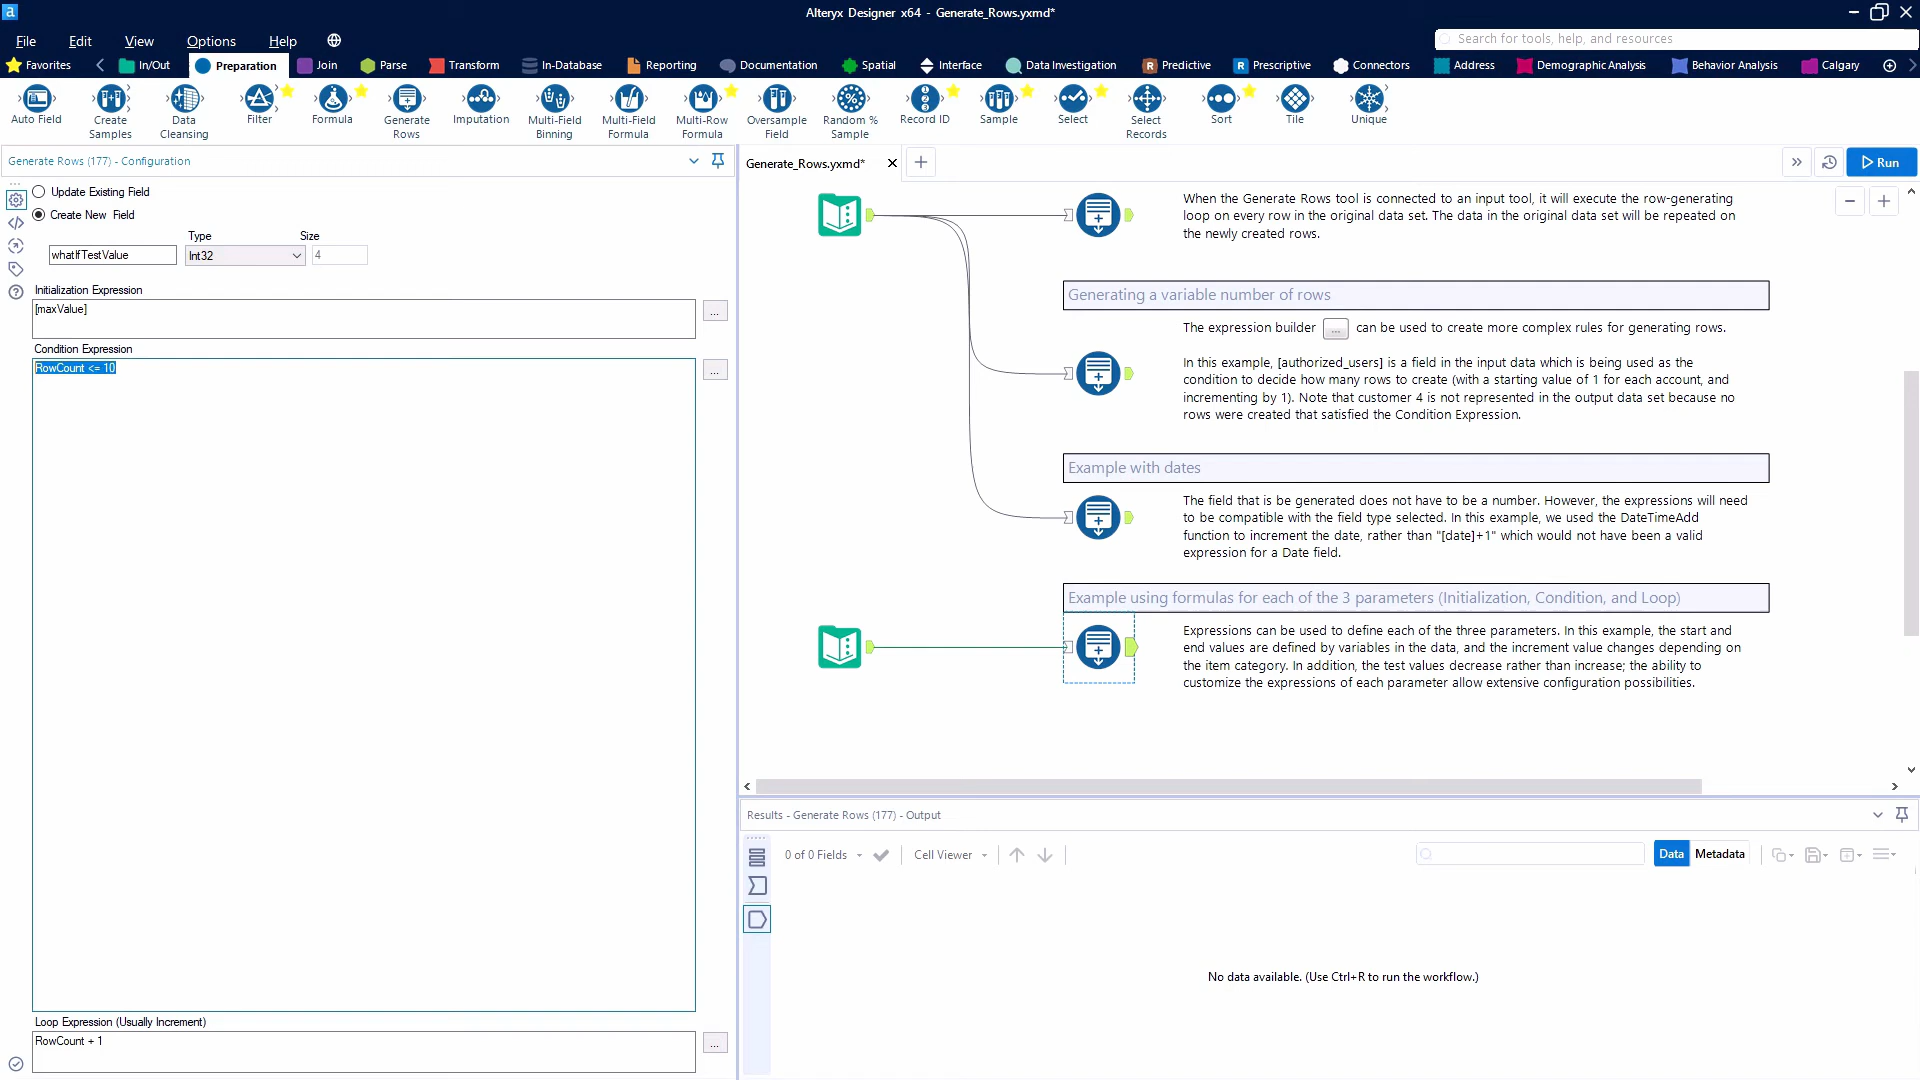 Alteryx Designer x64 - Generate_Rows.yxmd*
File Edit View Options Help
Search for tools, help, and resources
Favorites In/Out Preparation Join Parse Transform In-Database Reporting Documentation Spatial Interface Data Investigation Predictive Prescriptive Connectors Address Demographic Analysis Behavior Analysis Calgary
Auto Field
Create Samples
Data Cleansing
Filter
Formula
Generate Rows
Imputation
Multi-Field Binning
Multi-Field Formula
Multi-Row Formula
Oversample Field
Random % Sample
Record ID
Sample
Select
Select Records
Sort
Tile
Unique
Generate Rows (177) - Configuration
Update Existing Field
Create New Field
Type Size
whatIfTestValue Int32 4
Initialization Expression
[maxValue]
...
Condition Expression
RowCount <= 10
...
Loop Expression (Usually Increment)
RowCount + 1
...
Generate_Rows.yxmd*
Run
When the Generate Rows tool is connected to an input tool, it will execute the row-generating
loop on every row in the original data set. The data in the original data set will be repeated on
the newly created rows.
Generating a variable number of rows
The expression builder ... can be used to create more complex rules for generating rows.
In this example, [authorized_users] is a field in the input data which is being used as the
condition to decide how many rows to create (with a starting value of 1 for each account, and
incrementing by 1). Note that customer 4 is not represented in the output data set because no
rows were created that satisfied the Condition Expression.
Example with dates
The field that is be generated does not have to be a number. However, the expressions will need
to be compatible with the field type selected. In this example, we used the DateTimeAdd
function to increment the date, rather than "[date]+1" which would not have been a valid
expression for a Date field.
Example using formulas for each of the 3 parameters (Initialization, Condition, and Loop)
Expressions can be used to define each of the three parameters. In this example, the start and
end values are defined by variables in the data, and the increment value changes depending on
the item category. In addition, the test values decrease rather than increase; the ability to
customize the expressions of each parameter allow extensive configuration possibilities.
Results - Generate Rows (177) - Output
0 of 0 Fields Cell Viewer Data Metadata
No data available. (Use Ctrl+R to run the workflow.)